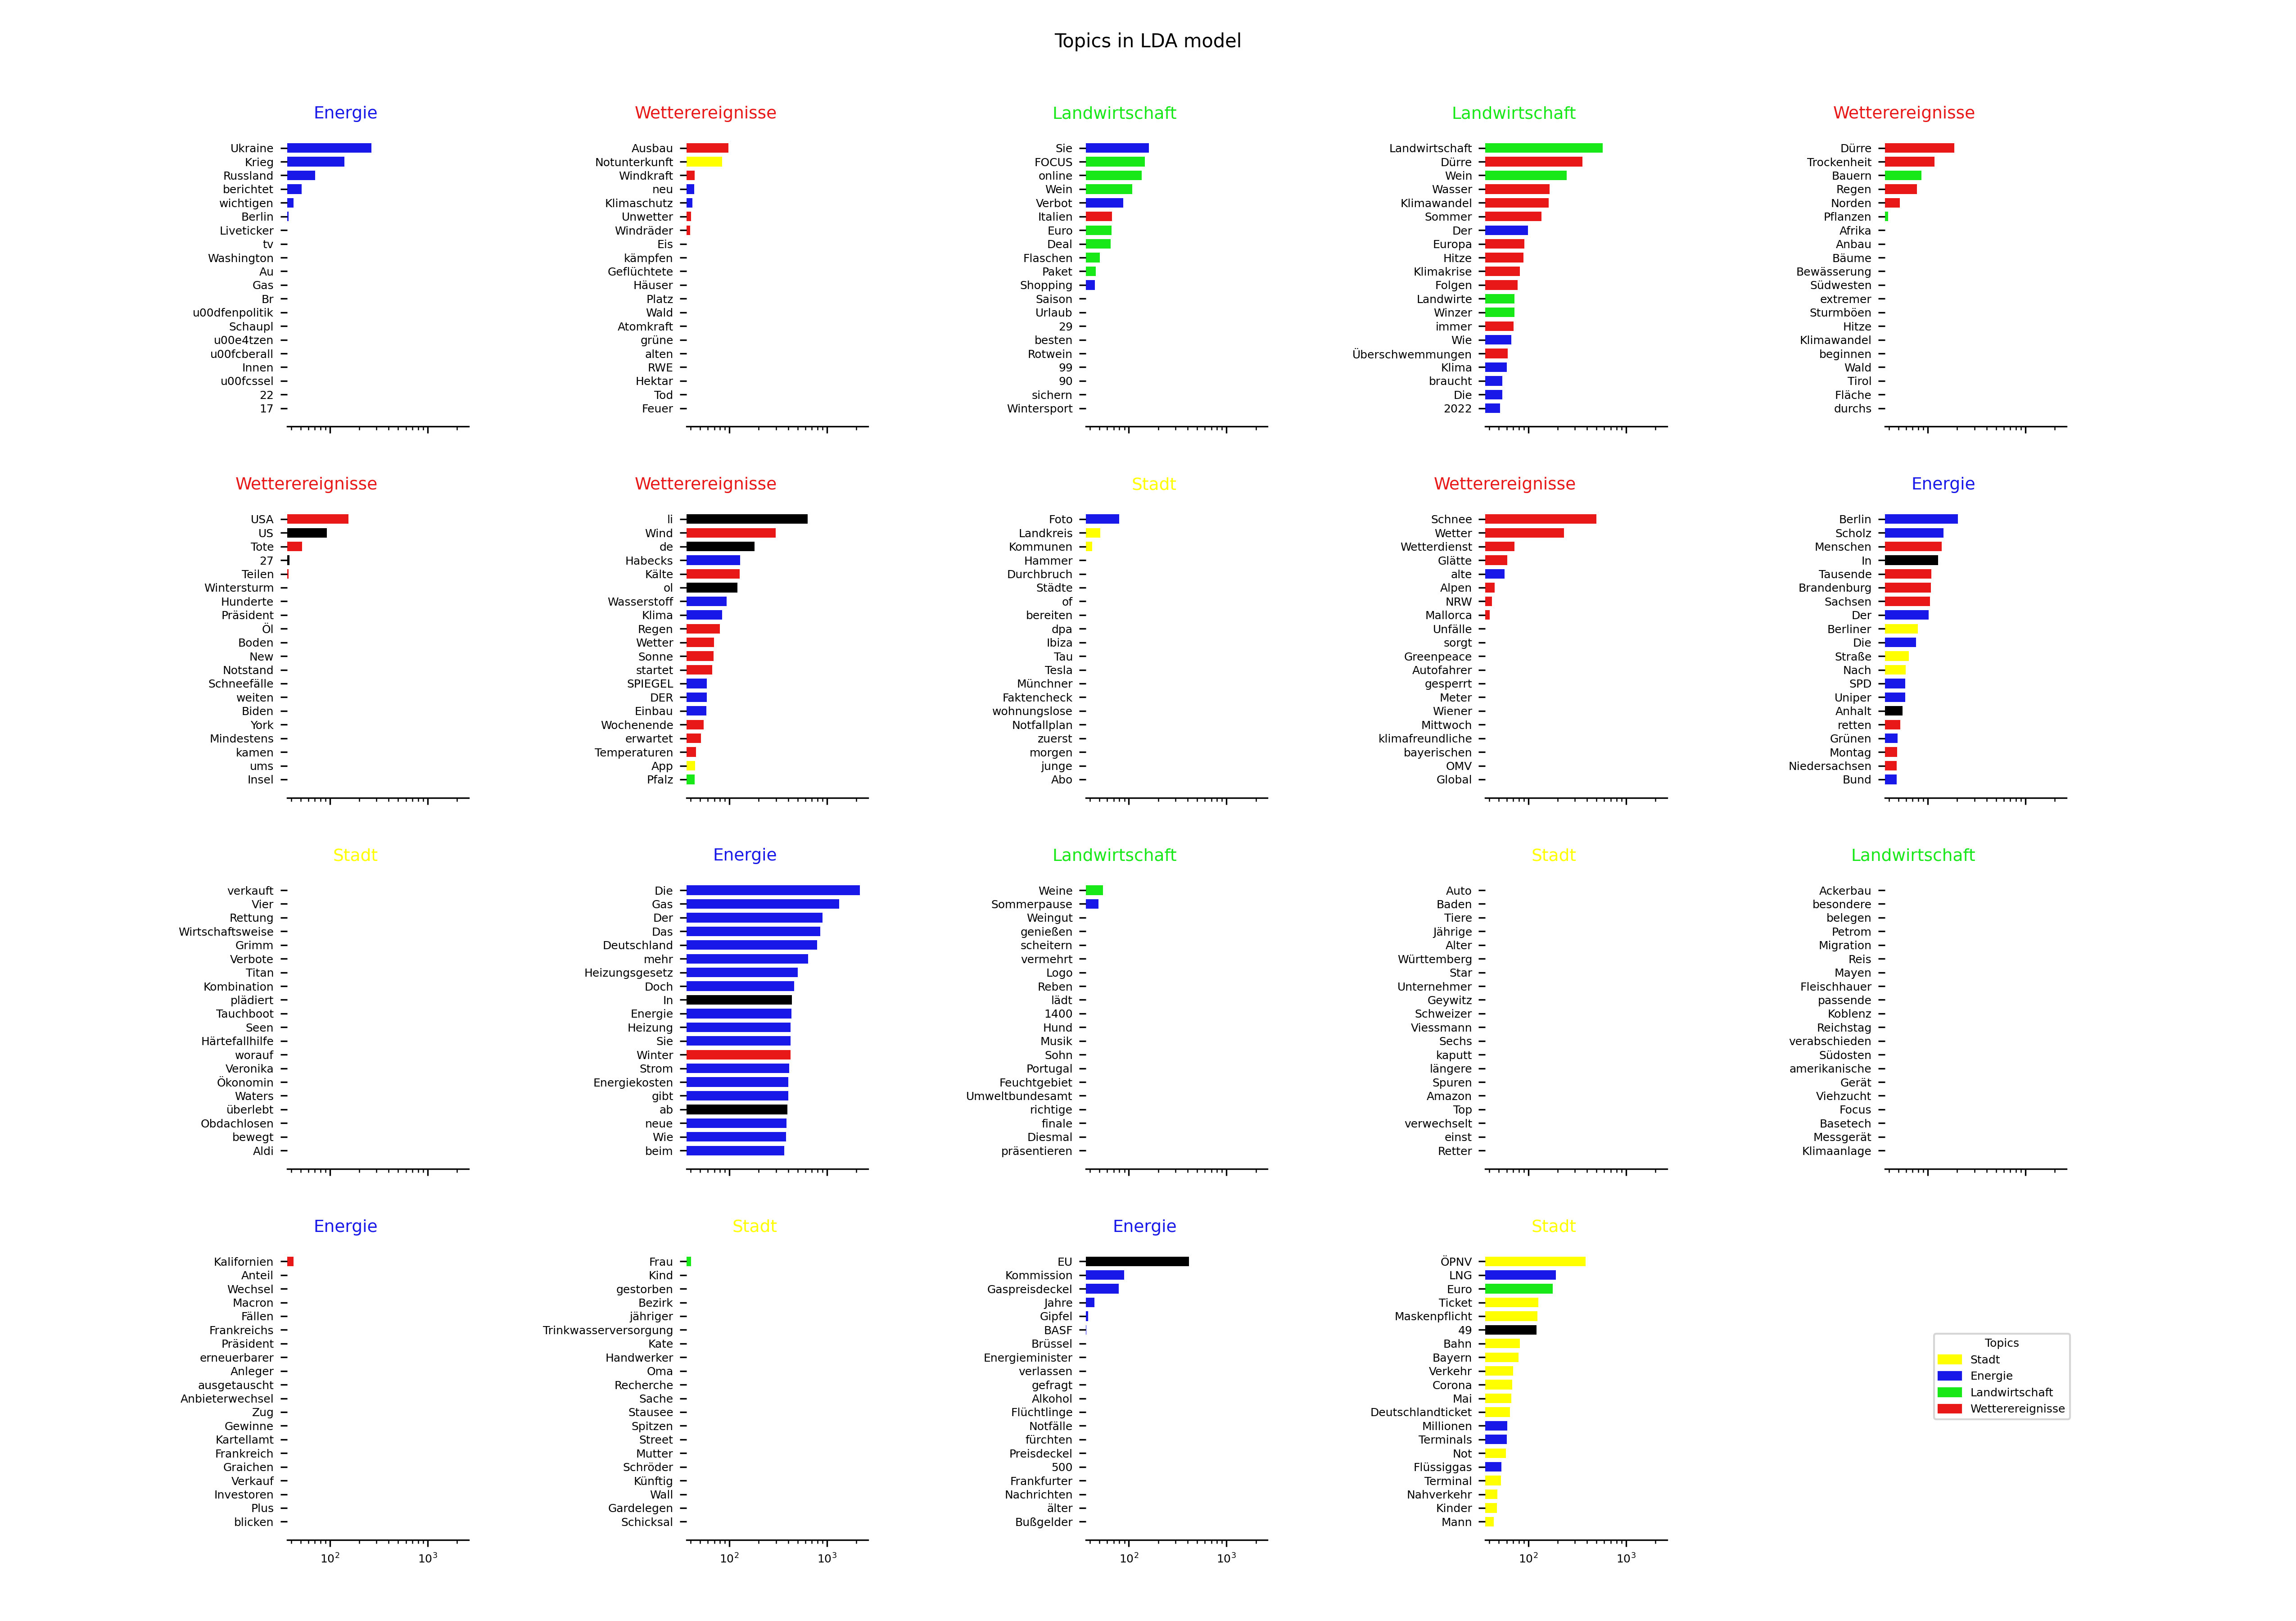 Topics in LDA model
Energie
Ukraine
Krieg
Russland
berichtet
wichtigen
Berlin
Liveticker
tv
Washington
Au
Gas
Br
u00dfenpolitik
Schaupl
u00e4tzen
u00fcberall
Innen
u00fcssel
22
17
Wetterereignisse
Ausbau
Notunterkunft
Windkraft
neu
Klimaschutz
Unwetter
Windräder
Eis
kämpfen
Geflüchtete
Häuser
Platz
Wald
Atomkraft
grüne
alten
RWE
Hektar
Tod
Feuer
Landwirtschaft
Sie
FOCUS
online
Wein
Verbot
Italien
Euro
Deal
Flaschen
Paket
Shopping
Saison
Urlaub
29
besten
Rotwein
99
90
sichern
Wintersport
Landwirtschaft
Landwirtschaft
Dürre
Wein
Wasser
Klimawandel
Sommer
Der
Europa
Hitze
Klimakrise
Folgen
Landwirte
Winzer
immer
Wie
Überschwemmungen
Klima
braucht
Die
2022
Wetterereignisse
Dürre
Trockenheit
Bauern
Regen
Norden
Pflanzen
Afrika
Anbau
Bäume
Bewässerung
Südwesten
extremer
Sturmböen
Hitze
Klimawandel
beginnen
Wald
Tirol
Fläche
durchs
Wetterereignisse
USA
US
Tote
27
Teilen
Wintersturm
Hunderte
Präsident
Öl
Boden
New
Notstand
Schneefälle
weiten
Biden
York
Mindestens
kamen
ums
Insel
Wetterereignisse
li
Wind
de
Habecks
Kälte
ol
Wasserstoff
Klima
Regen
Wetter
Sonne
startet
SPIEGEL
DER
Einbau
Wochenende
erwartet
Temperaturen
App
Pfalz
Stadt
Foto
Landkreis
Kommunen
Hammer
Durchbruch
Städte
of
bereiten
dpa
Ibiza
Tau
Tesla
Münchner
Faktencheck
wohnungslose
Notfallplan
zuerst
morgen
junge
Abo
Wetterereignisse
Schnee
Wetter
Wetterdienst
Glätte
alte
Alpen
NRW
Mallorca
Unfälle
sorgt
Greenpeace
Autofahrer
gesperrt
Meter
Wiener
Mittwoch
klimafreundliche
bayerischen
OMV
Global
Energie
Berlin
Scholz
Menschen
In
Tausende
Brandenburg
Sachsen
Der
Berliner
Die
Straße
Nach
SPD
Uniper
Anhalt
retten
Grünen
Montag
Niedersachsen
Bund
Stadt
verkauft
Vier
Rettung
Wirtschaftsweise
Grimm
Verbote
Titan
Kombination
plädiert
Tauchboot
Seen
Härtefallhilfe
worauf
Veronika
Ökonomin
Waters
überlebt
Obdachlosen
bewegt
Aldi
Energie
Die
Gas
Der
Das
Deutschland
mehr
Heizungsgesetz
Doch
In
Energie
Heizung
Sie
Winter
Strom
Energiekosten
gibt
ab
neue
Wie
beim
Landwirtschaft
Weine
Sommerpause
Weingut
genießen
scheitern
vermehrt
Logo
Reben
lädt
1400
Hund
Musik
Sohn
Portugal
Feuchtgebiet
Umweltbundesamt
richtige
finale
Diesmal
präsentieren
Stadt
Auto
Baden
Tiere
Jährige
Alter
Württemberg
Star
Unternehmer
Geywitz
Schweizer
Viessmann
Sechs
kaputt
längere
Spuren
Amazon
Top
verwechselt
einst
Retter
Landwirtschaft
Ackerbau
besondere
belegen
Petrom
Migration
Reis
Mayen
Fleischhauer
passende
Koblenz
Reichstag
verabschieden
Südosten
amerikanische
Gerät
Viehzucht
Focus
Basetech
Messgerät
Klimaanlage
Energie
Kalifornien
Anteil
Wechsel
Macron
Fällen
Frankreichs
Präsident
erneuerbarer
Anleger
ausgetauscht
Anbieterwechsel
Zug
Gewinne
Kartellamt
Frankreich
Graichen
Verkauf
Investoren
Plus
blicken
10² 10³
Stadt
Frau
Kind
gestorben
Bezirk
jähriger
Trinkwasserversorgung
Kate
Handwerker
Oma
Recherche
Sache
Stausee
Spitzen
Street
Mutter
Schröder
Künftig
Wall
Gardelegen
Schicksal
10² 10³
Energie
EU
Kommission
Gaspreisdeckel
Jahre
Gipfel
BASF
Brüssel
Energieminister
verlassen
gefragt
Alkohol
Flüchtlinge
Notfälle
fürchten
Preisdeckel
500
Frankfurter
Nachrichten
älter
Bußgelder
10² 10³
Stadt
ÖPNV
LNG
Euro
Ticket
Maskenpflicht
49
Bahn
Bayern
Verkehr
Corona
Mai
Deutschlandticket
Millionen
Terminals
Not
Flüssiggas
Terminal
Nahverkehr
Kinder
Mann
10² 10³
Topics
Stadt
Energie
Landwirtschaft
Wetterereignisse